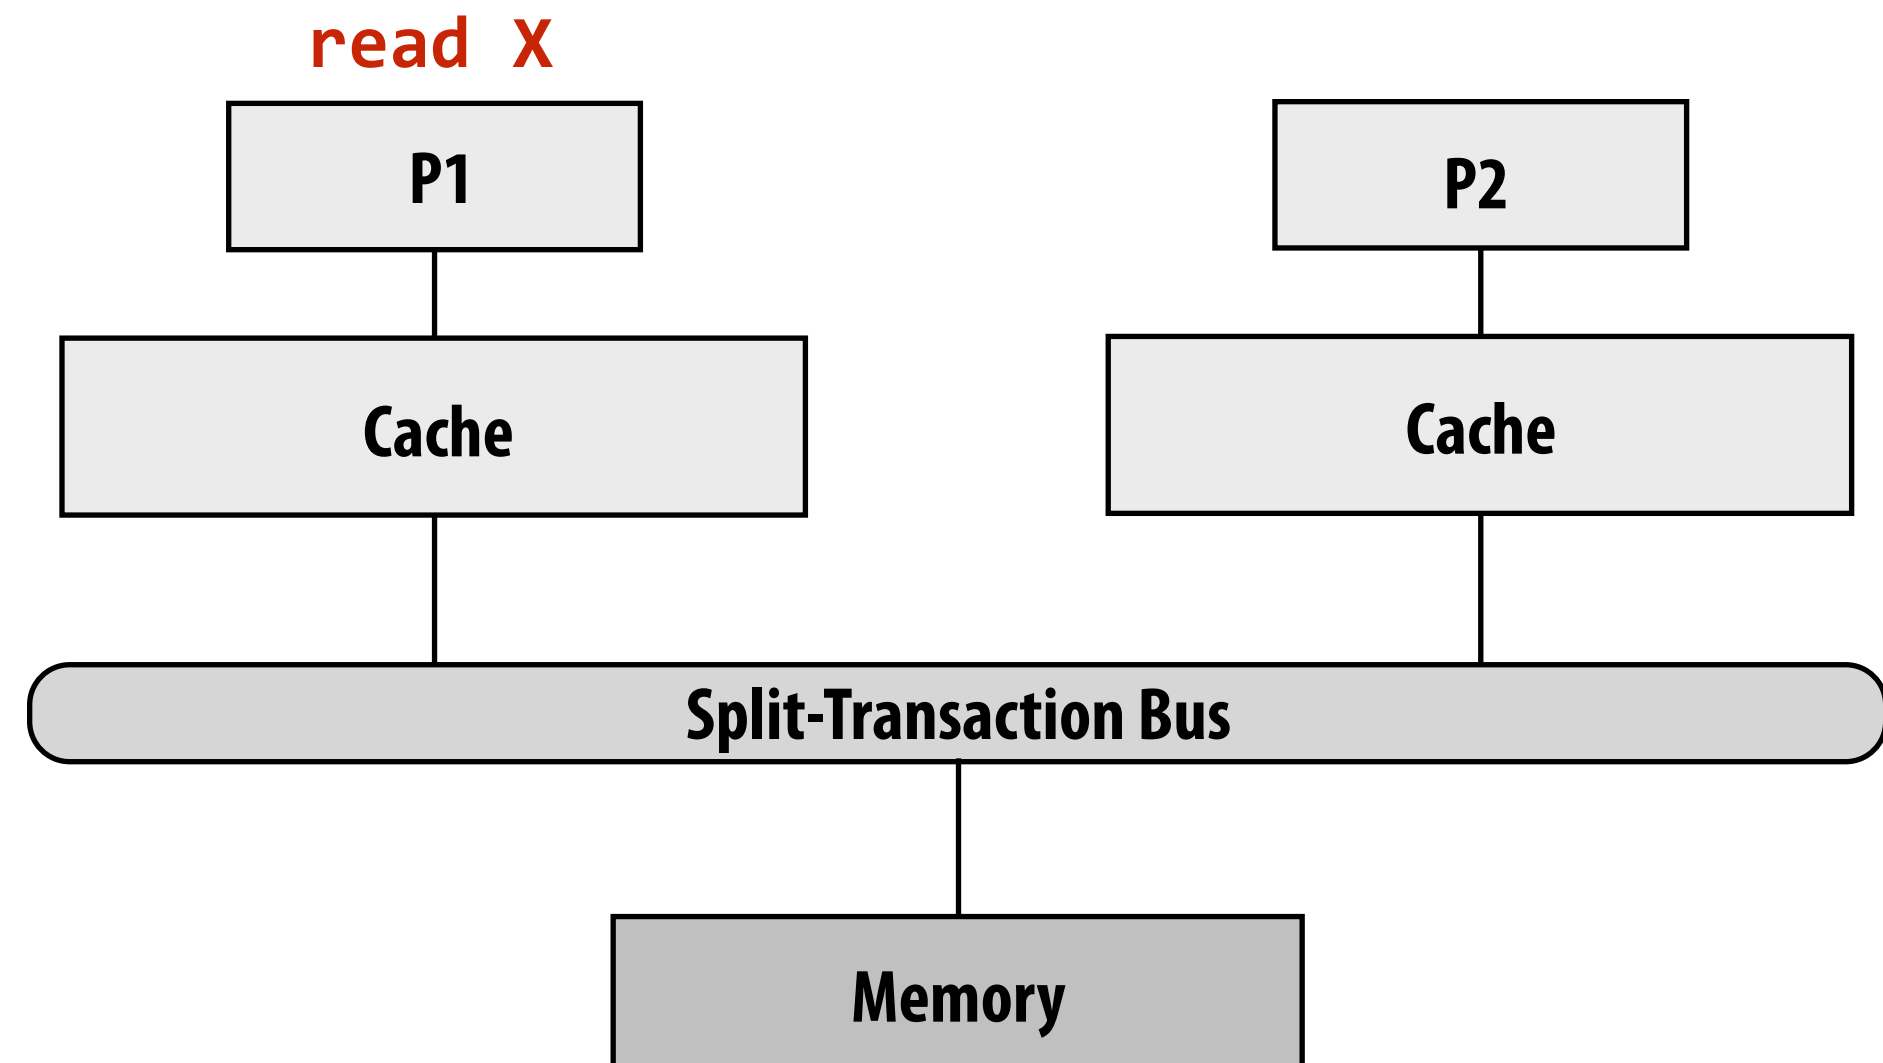 read X
P1
P2
Cache
Cache
Split-Transaction Bus
Memory